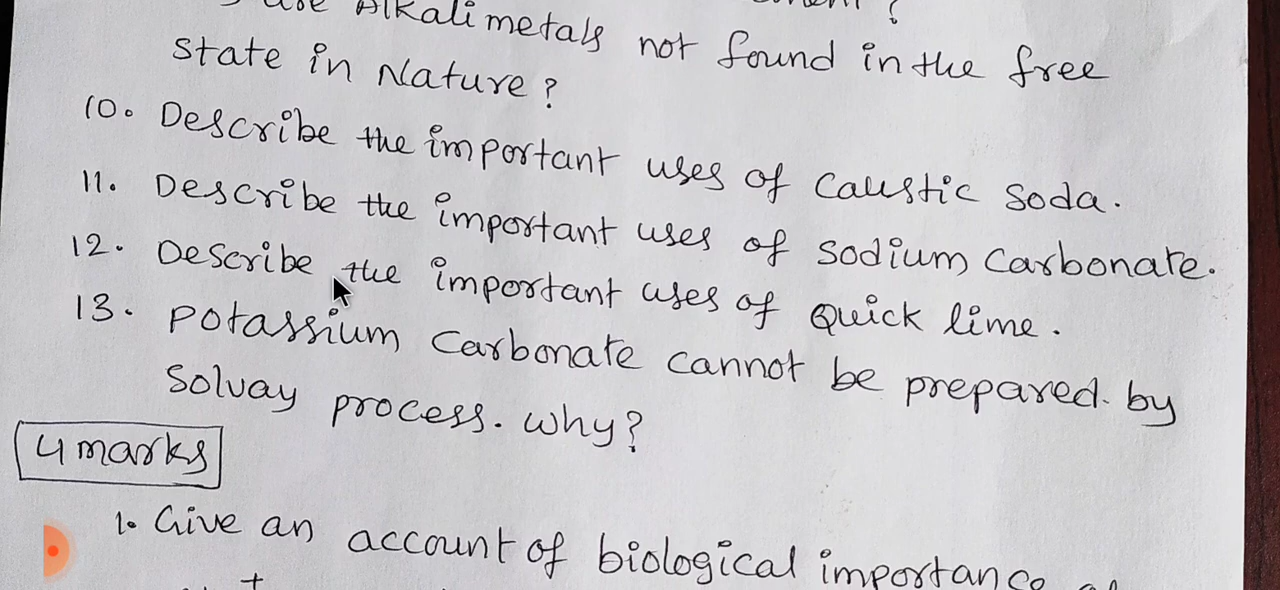 Alkali metals not found in the free
state in Nature?
10. Describe the important uses of Caustic Soda.
11. Describe the important uses of Sodium Carbonate.
12. Describe the important uses of Quick lime.
13. Potassium Carbonate cannot be prepared by
Solvay process. Why?
4 marks
1. Give an account of biological importance
+